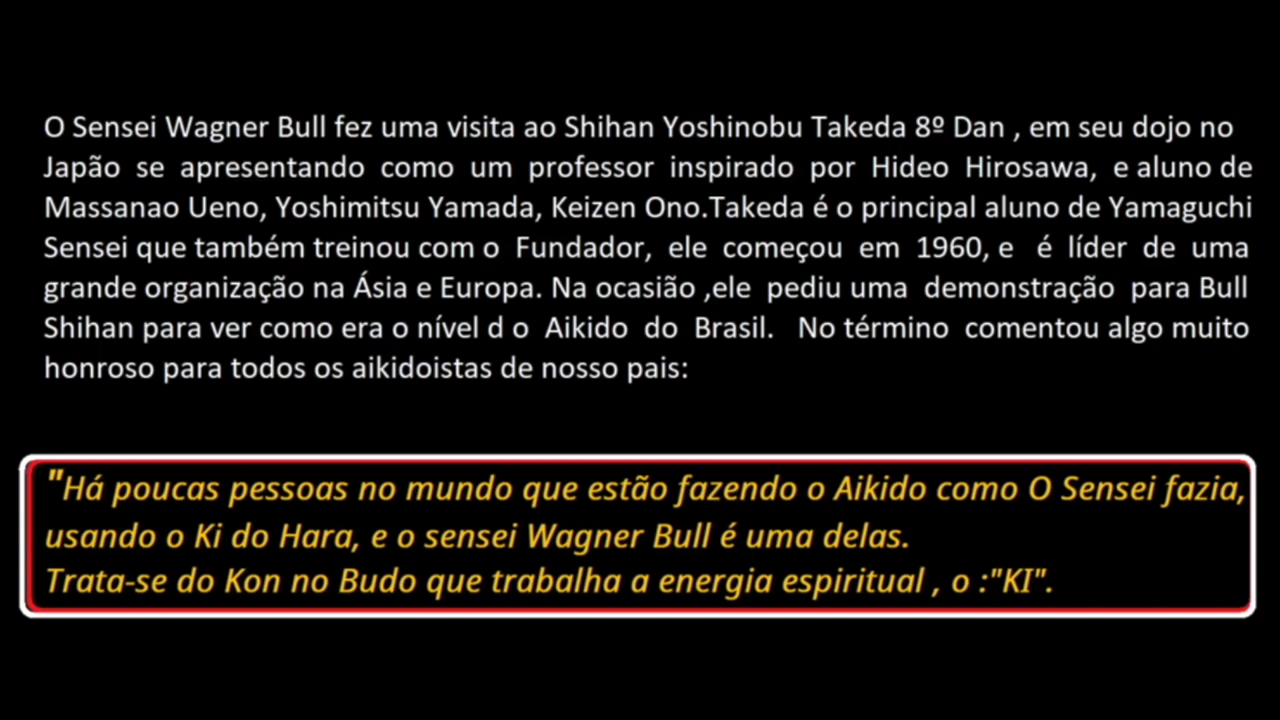 O Sensei Wagner Bull fez uma visita ao Shihan Yoshinobu Takeda 8º Dan , em seu dojo no
Japão se apresentando como um professor inspirado por Hideo Hirosawa, e aluno de
Massanao Ueno, Yoshimitsu Yamada, Keizen Ono.Takeda é o principal aluno de Yamaguchi
Sensei que também treinou com o Fundador, ele começou em 1960, e é líder de uma
grande organização na Ásia e Europa. Na ocasião ,ele pediu uma demonstração para Bull
Shihan para ver como era o nível d o Aikido do Brasil. No término comentou algo muito
honroso para todos os aikidoistas de nosso pais:
"Há poucas pessoas no mundo que estão fazendo o Aikido como O Sensei fazia,
usando o Ki do Hara, e o sensei Wagner Bull é uma delas.
Trata-se do Kon no Budo que trabalha a energia espiritual , o :"KI".